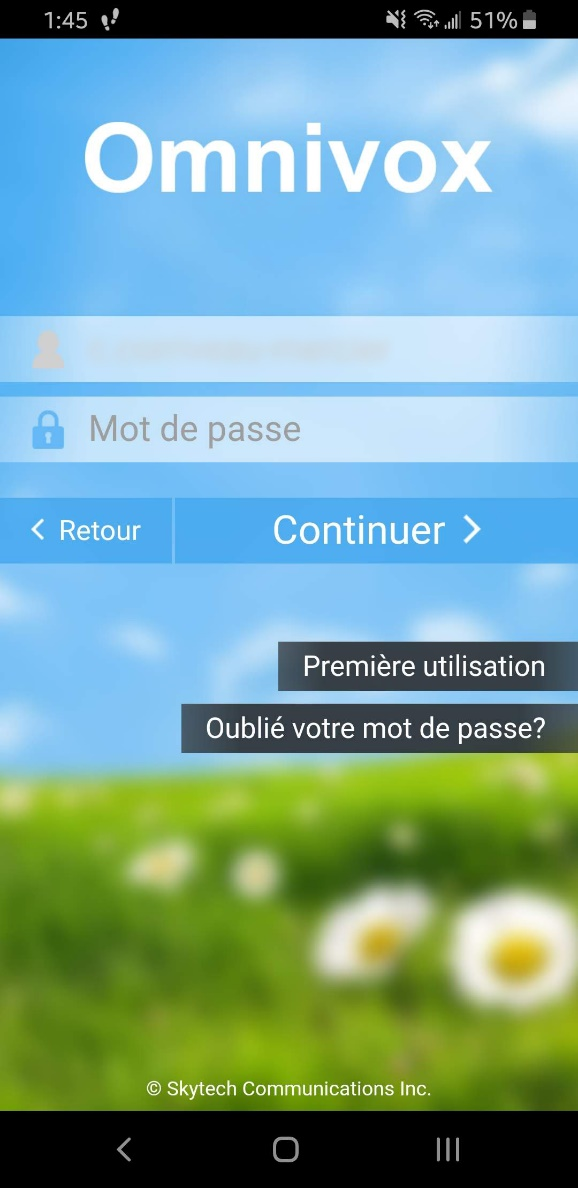 1:45
51%
Omnivox
Mot de passe
Retour
Continuer
Première utilisation
Oublié votre mot de passe?
© Skytech Communications Inc.